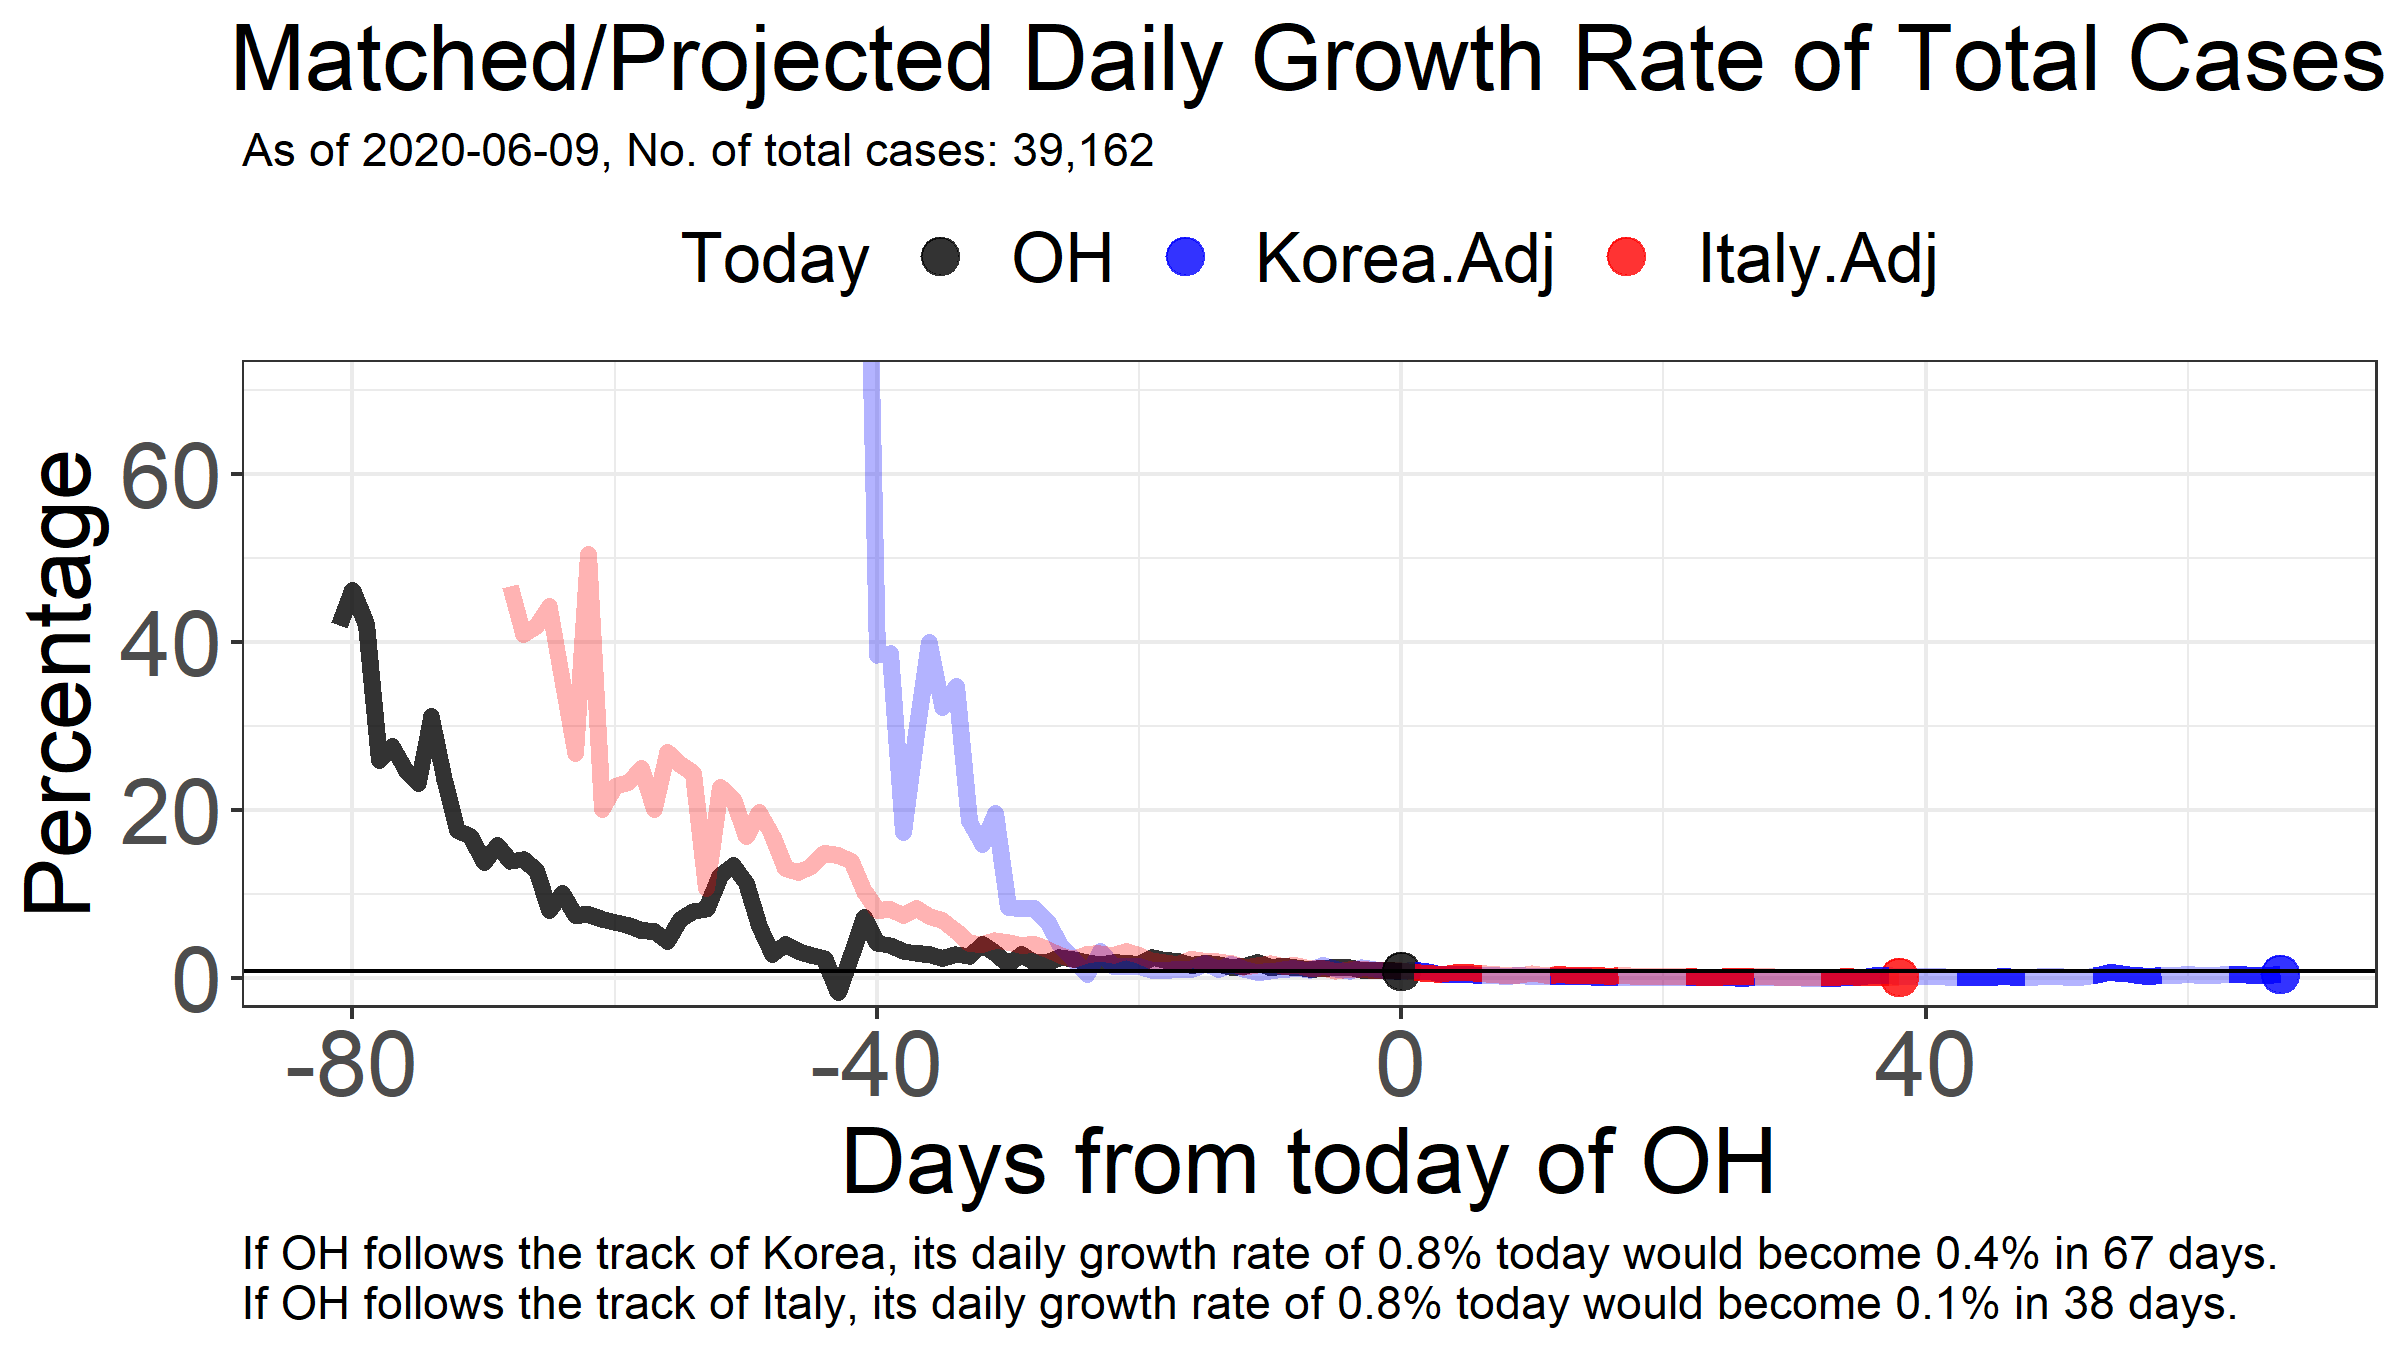 Matched/Projected Daily Growth Rate of Total Cases
As of 2020-06-09, No. of total cases: 39,162
Today OH Korea.Adj Italy.Adj
Percentage
60
40
20
0
-80 -40 0 40
Days from today of OH
If OH follows the track of Korea, its daily growth rate of 0.8% today would become 0.4% in 67 days.
If OH follows the track of Italy, its daily growth rate of 0.8% today would become 0.1% in 38 days.